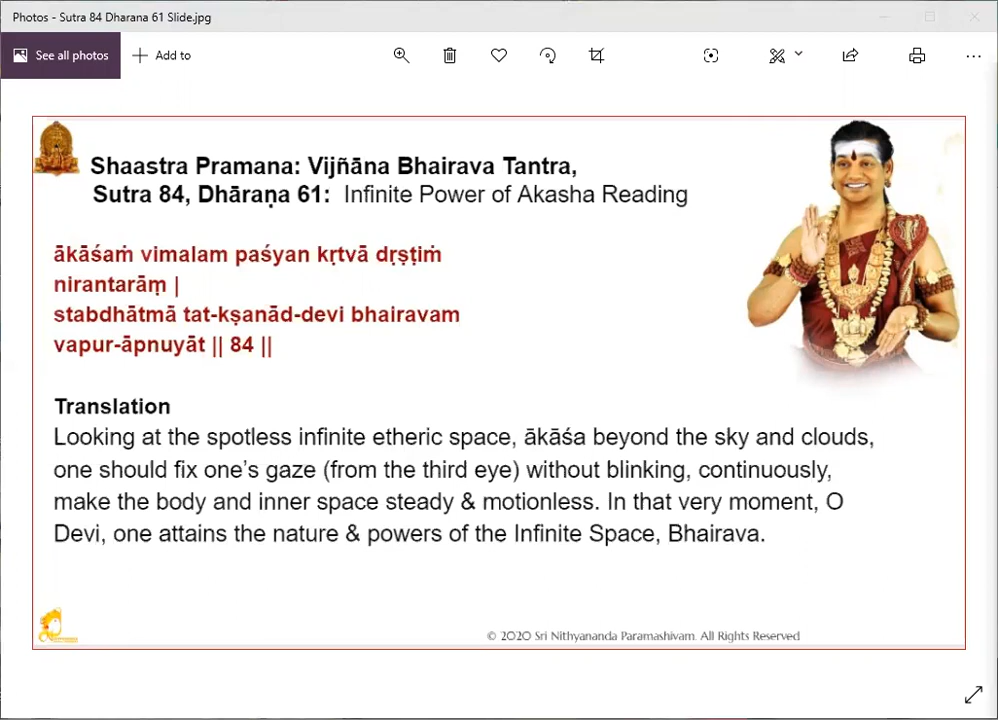 Photos - Sutra 84 Dharana 61 Slide.jpg
See all photos
Add to
Shaastra Pramana: Vijñāna Bhairava Tantra,
Sutra 84, Dhāraṇa 61: Infinite Power of Akasha Reading
ākāśaṁ vimalam paśyan kṛtvā dṛṣṭiṁ
nirantarāṃ |
stabdhātmā tat-kṣanād-devi bhairavam
vapur-āpnuyāt || 84 ||
Translation
Looking at the spotless infinite etheric space, ākāśa beyond the sky and clouds,
one should fix one's gaze (from the third eye) without blinking, continuously,
make the body and inner space steady & motionless. In that very moment, O
Devi, one attains the nature & powers of the Infinite Space, Bhairava.
© 2020 Sri Nithyananda Paramashivam. All Rights Reserved